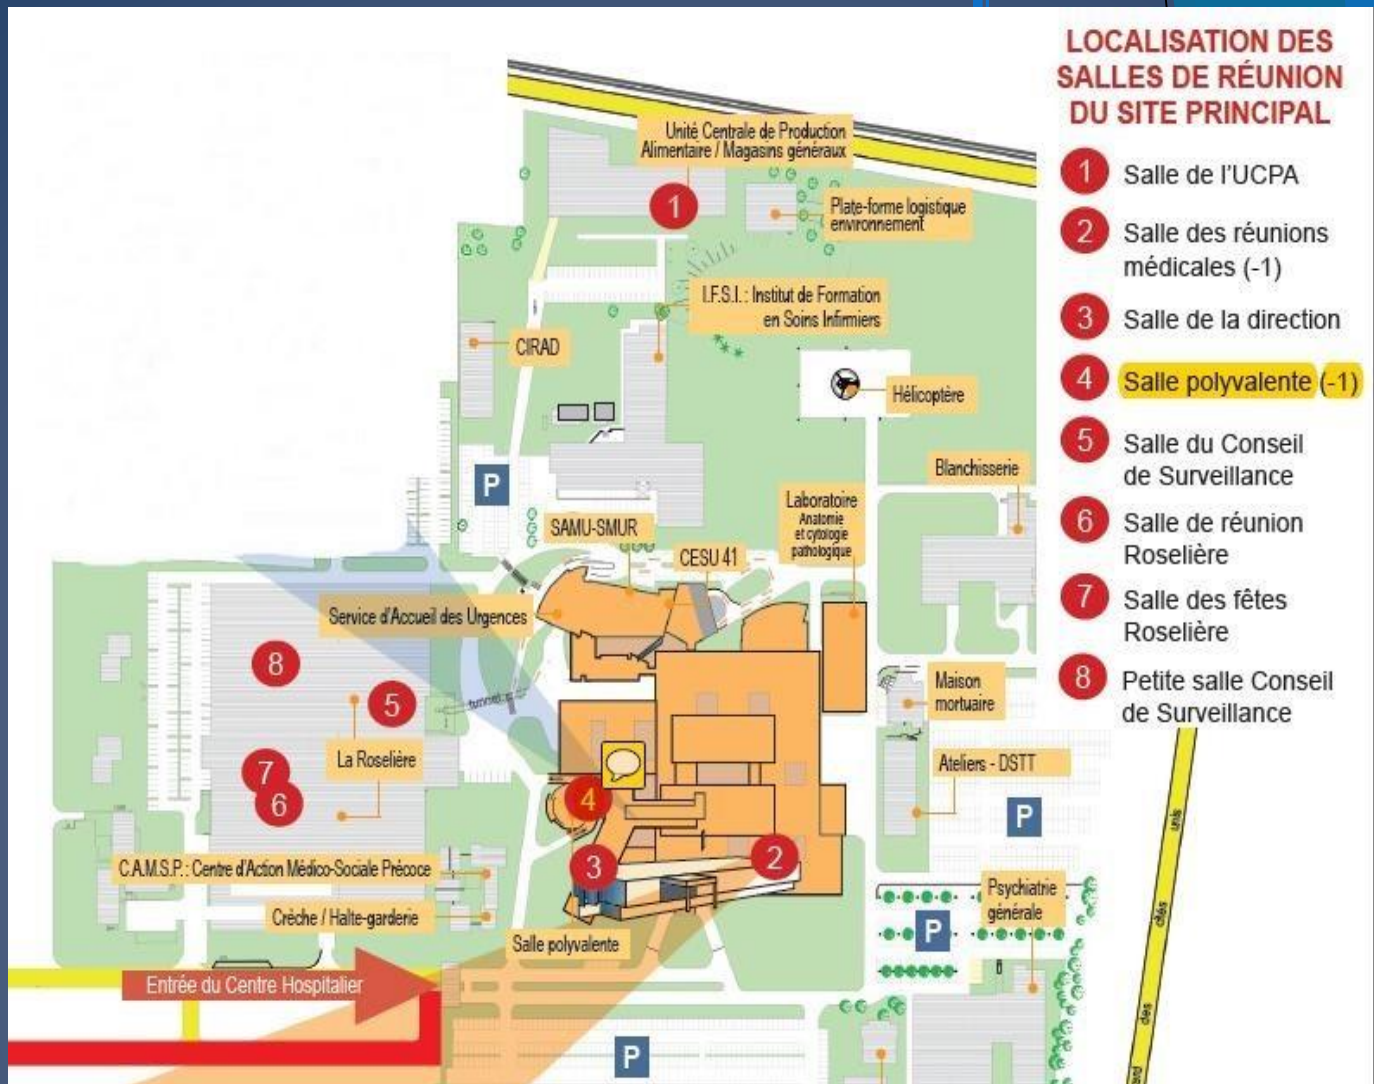 LOCALISATION DES
SALLES DE RÉUNION
DU SITE PRINCIPAL
1 Salle de l'UCPA
2 Salle des réunions
médicales (-1)
3 Salle de la direction
4 Salle polyvalente (-1)
5 Salle du Conseil
de Surveillance
6 Salle de réunion
Roselière
7 Salle des fêtes
Roselière
8 Petite salle Conseil
de Surveillance
Unité Centrale de Production
Alimentaire / Magasins généraux
1
Plate-forme logistique
environnement
I.F.S.I. : Institut de Formation
en Soins Infirmiers
CIRAD
Hélicoptère
P
Blanchisserie
Laboratoire
Anatomie
et cytologie
pathologique
SAMU-SMUR
CESU 41
Service d'Accueil des Urgences
8
5
tunnel
Maison
mortuaire
La Roselière
7
6
4
Ateliers - DSTT
P
3
2
C.A.M.S.P. : Centre d'Action Médico-Sociale Précoce
Crèche / Halte-garderie
Psychiatrie
générale
P
Salle polyvalente
Entrée du Centre Hospitalier
P
unis
des